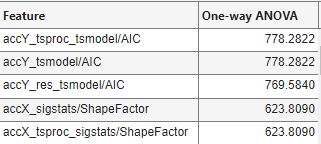 Feature One-way ANOVA
accY_tsproc_tsmodel/AIC 778.2822
accY_tsmodel/AIC 778.2822
accY_res_tsmodel/AIC 769.5840
accX_sigstats/ShapeFactor 623.8090
accX_tsproc_sigstats/ShapeFactor 623.8090